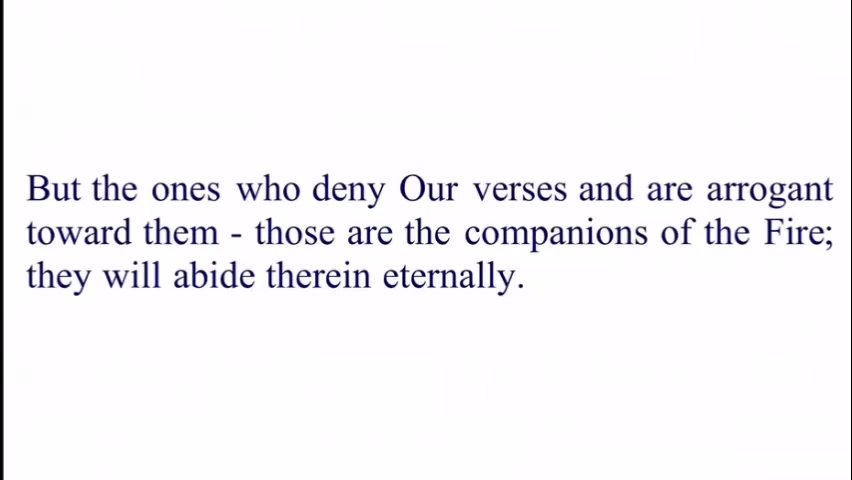 But the ones who deny Our verses and are arrogant
toward them - those are the companions of the Fire;
they will abide therein eternally.